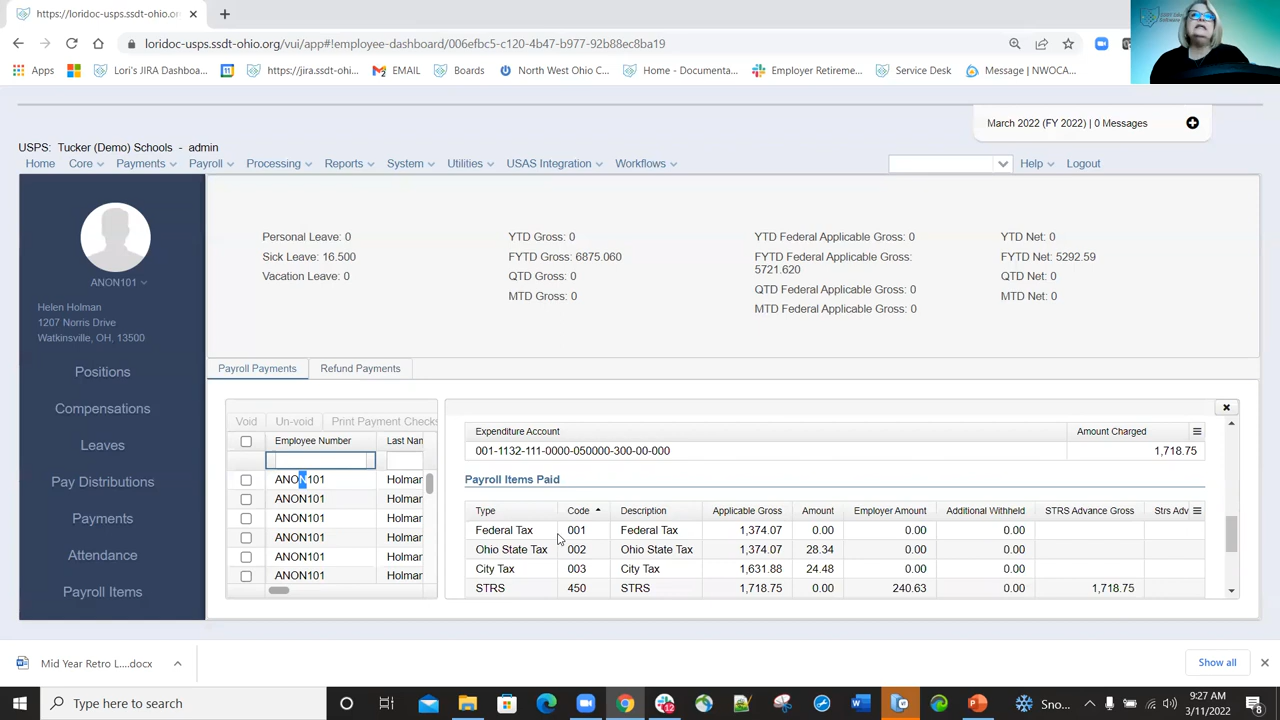 https://loridoc-usps.ssdt-ohio.org
loridoc-usps.ssdt-ohio.org/vui/app#!employee-dashboard/006efbc5-c120-4b47-b977-92b88ec8ba19
Apps Lori's JIRA Dashboa... https://jira.ssdt-ohi... EMAIL Boards North West Ohio C... Home - Documenta... Employer Retireme... Service Desk Message | NWOCA...
March 2022 (FY 2022) | 0 Messages
USPS: Tucker (Demo) Schools - admin
Home Core Payments Payroll Processing Reports System Utilities USAS Integration Workflows Help Logout
ANON101
Helen Holman
1207 Norris Drive
Watkinsville, OH, 13500
Positions
Compensations
Leaves
Pay Distributions
Payments
Attendance
Payroll Items
Personal Leave: 0 YTD Gross: 0 YTD Federal Applicable Gross: 0 YTD Net: 0
Sick Leave: 16.500 FYTD Gross: 6875.060 FYTD Federal Applicable Gross: FYTD Net: 5292.59
5721.620
Vacation Leave: 0 QTD Gross: 0 QTD Federal Applicable Gross: 0 QTD Net: 0
MTD Gross: 0 MTD Federal Applicable Gross: 0 MTD Net: 0
Payroll Payments Refund Payments
Void Un-void Print Payment Checks
Employee Number Last Nan
ANON101 Holmar
ANON101 Holmar
ANON101 Holmar
ANON101 Holmar
ANON101 Holmar
ANON101 Holmar
Expenditure Account Amount Charged
001-1132-111-0000-050000-300-00-000 1,718.75
Payroll Items Paid
Type Code Description Applicable Gross Amount Employer Amount Additional Withheld STRS Advance Gross Strs Adv
Federal Tax 001 Federal Tax 1,374.07 0.00 0.00 0.00
Ohio State Tax 002 Ohio State Tax 1,374.07 28.34 0.00 0.00
City Tax 003 City Tax 1,631.88 24.48 0.00 0.00
STRS 450 STRS 1,718.75 0.00 240.63 0.00 1,718.75
Mid Year Retro L....docx
Show all
Type here to search
12
Sno...
9:27 AM
3/11/2022
8